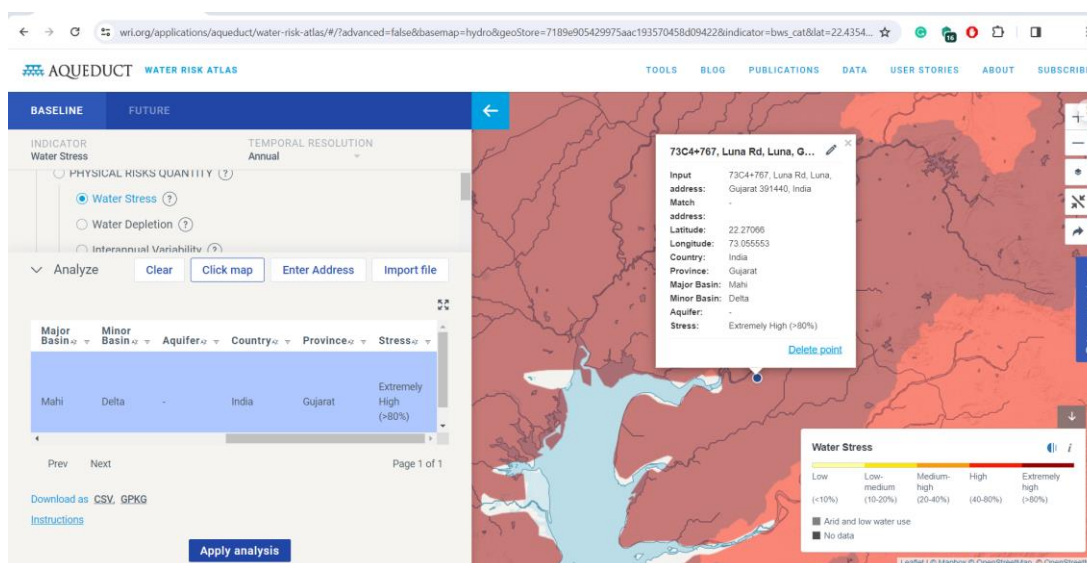 wri.org/applications/aqueduct/water-risk-atlas/#/?advanced=false&basemap=hydro&geoStore=7189e905429975aac193570458d09422&indicator=bws_cat&lat=22.4354...
16
AQUEDUCT WATER RISK ATLAS
TOOLS BLOG PUBLICATIONS DATA USER STORIES ABOUT SUBSCRIBE
BASELINE FUTURE
INDICATOR TEMPORAL RESOLUTION
Water Stress Annual
PHYSICAL RISKS QUANTITY ?
Water Stress ?
Water Depletion ?
Interannual Variability ?
Analyze Clear Click map Enter Address Import file
Major Basin Minor Basin Aquifer Country Province Stress
Mahi Delta - India Gujarat Extremely High (>80%)
Prev Next Page 1 of 1
Download as CSV, GPKG
Instructions
Apply analysis
73C4+767, Luna Rd, Luna, G...
Input address: 73C4+767, Luna Rd, Luna, Gujarat 391440, India
Match address: -
Latitude: 22.27066
Longitude: 73.055553
Country: India
Province: Gujarat
Major Basin: Mahi
Minor Basin: Delta
Aquifer: -
Stress: Extremely High (>80%)
Delete point
Water Stress i
Low Low-medium Medium-high High Extremely high
(<10%) (10-20%) (20-40%) (40-80%) (>80%)
Arid and low water use
No data
Leaflet | © Mapbox © OpenStreetMap, ©